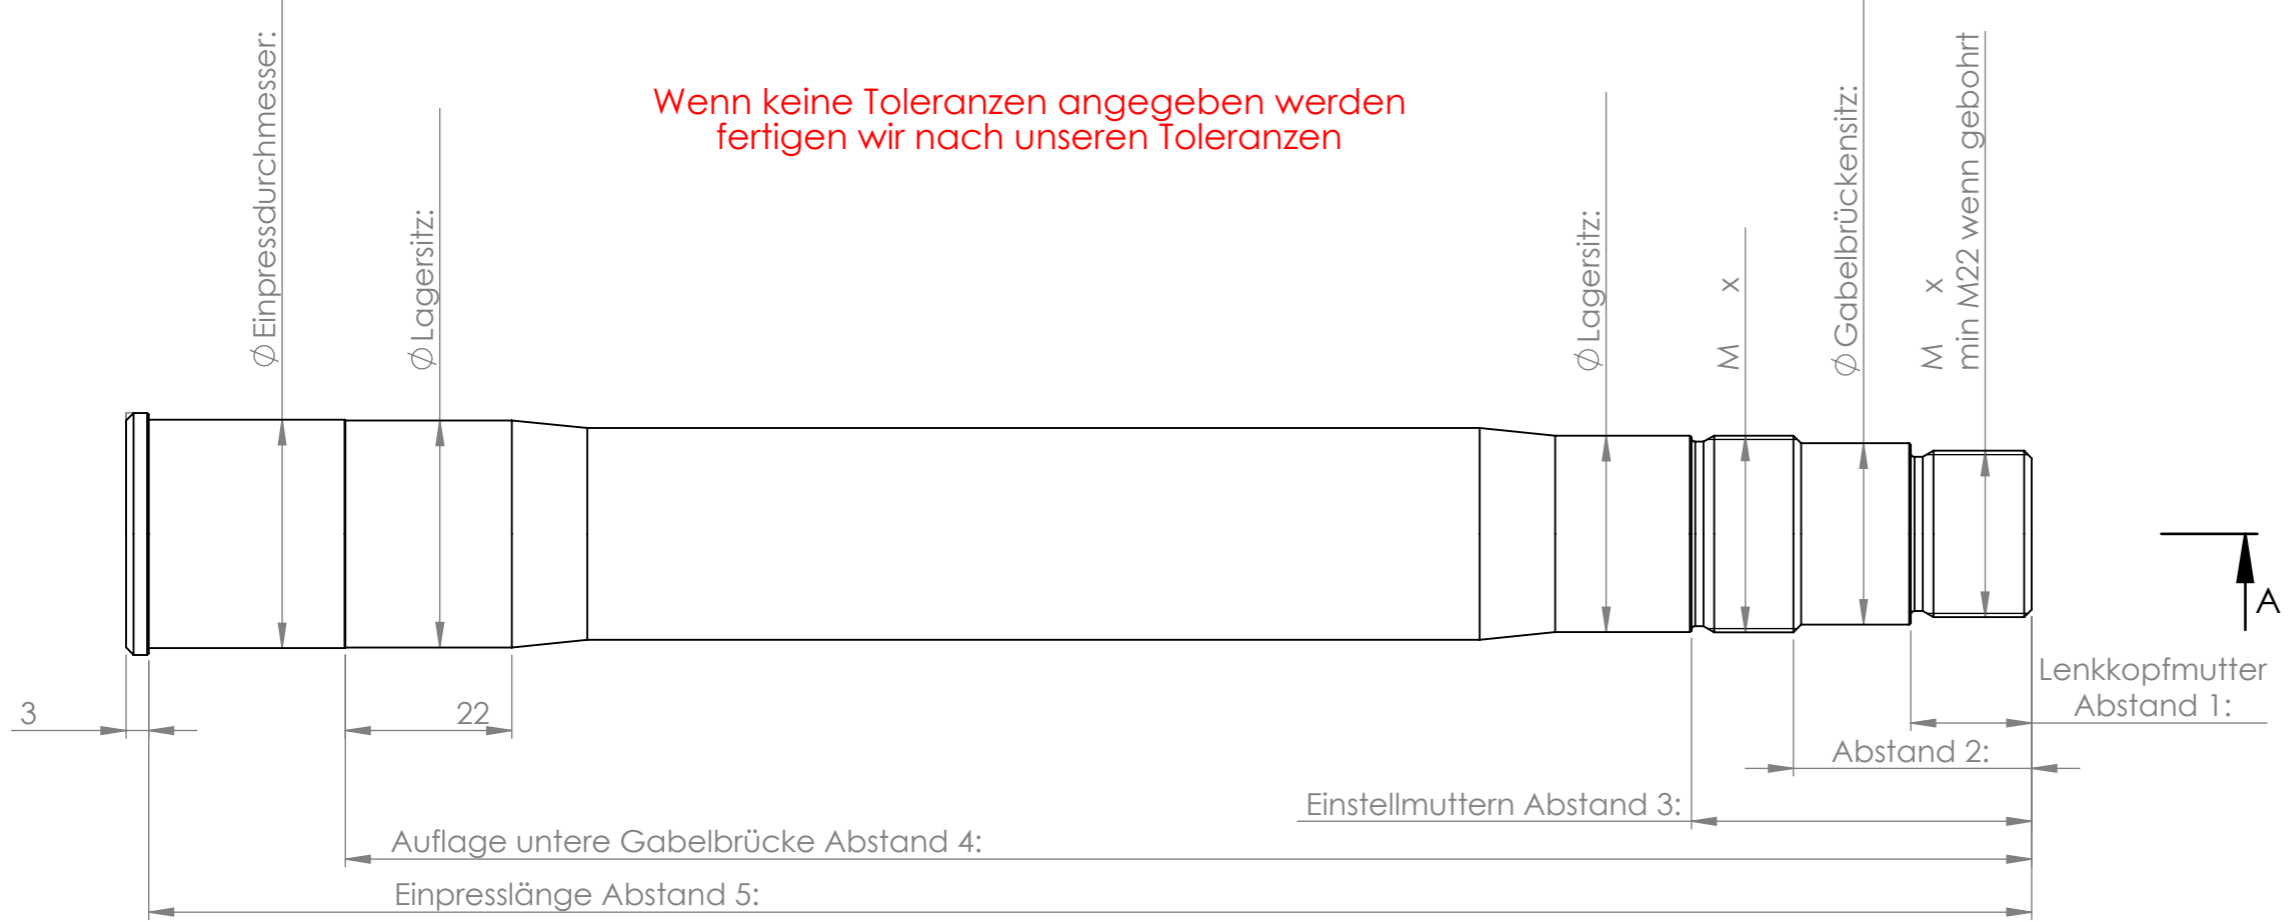 Wenn keine Toleranzen angegeben werden
fertigen wir nach unseren Toleranzen
∅ Einpressdurchmesser:
∅ Lagersitz:
∅ Lagersitz:
M x
∅ Gabelbrückensitz:
M x
min M22 wenn gebohrt
A
3
22
Lenkkopfmutter
Abstand 1:
Abstand 2:
Einstellmuttern Abstand 3:
Auflage untere Gabelbrücke Abstand 4:
Einpresslänge Abstand 5: